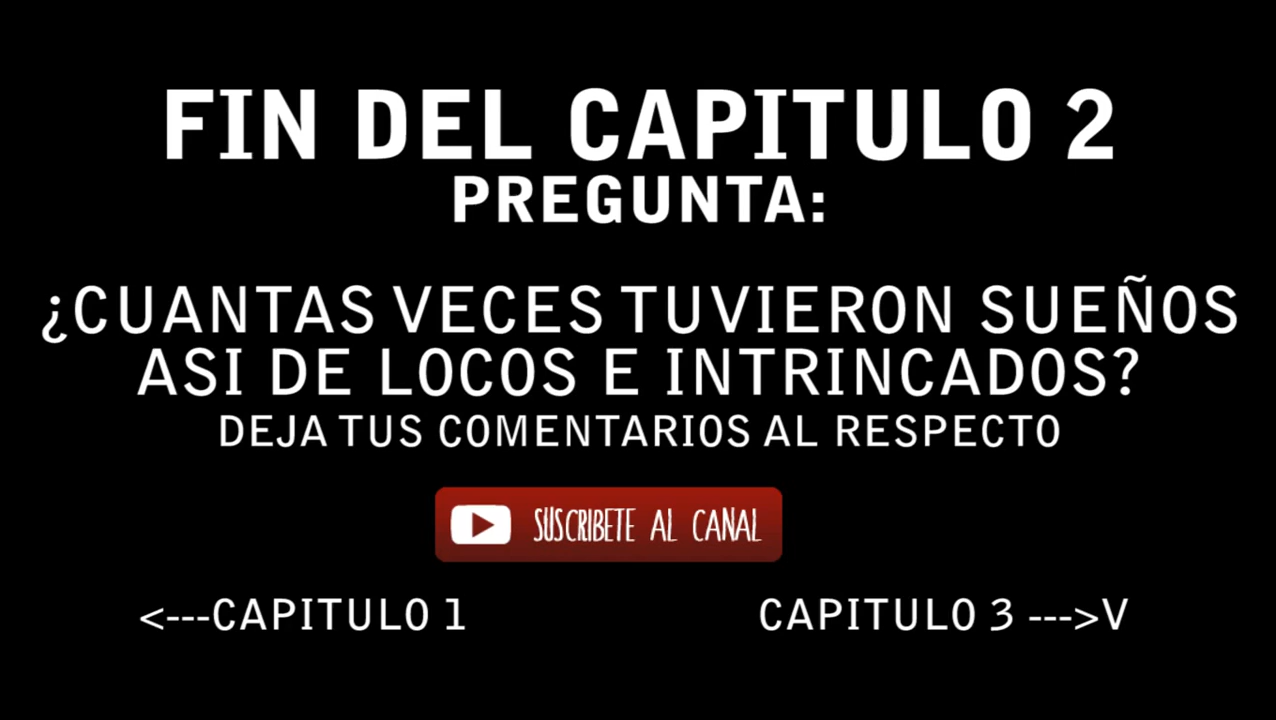 FIN DEL CAPITULO 2
PREGUNTA:
¿CUANTAS VECES TUVIERON SUEÑOS
ASI DE LOCOS E INTRINCADOS?
DEJA TUS COMENTARIOS AL RESPECTO
SUSCRIBETE AL CANAL
<---CAPITULO 1
CAPITULO 3 --->V